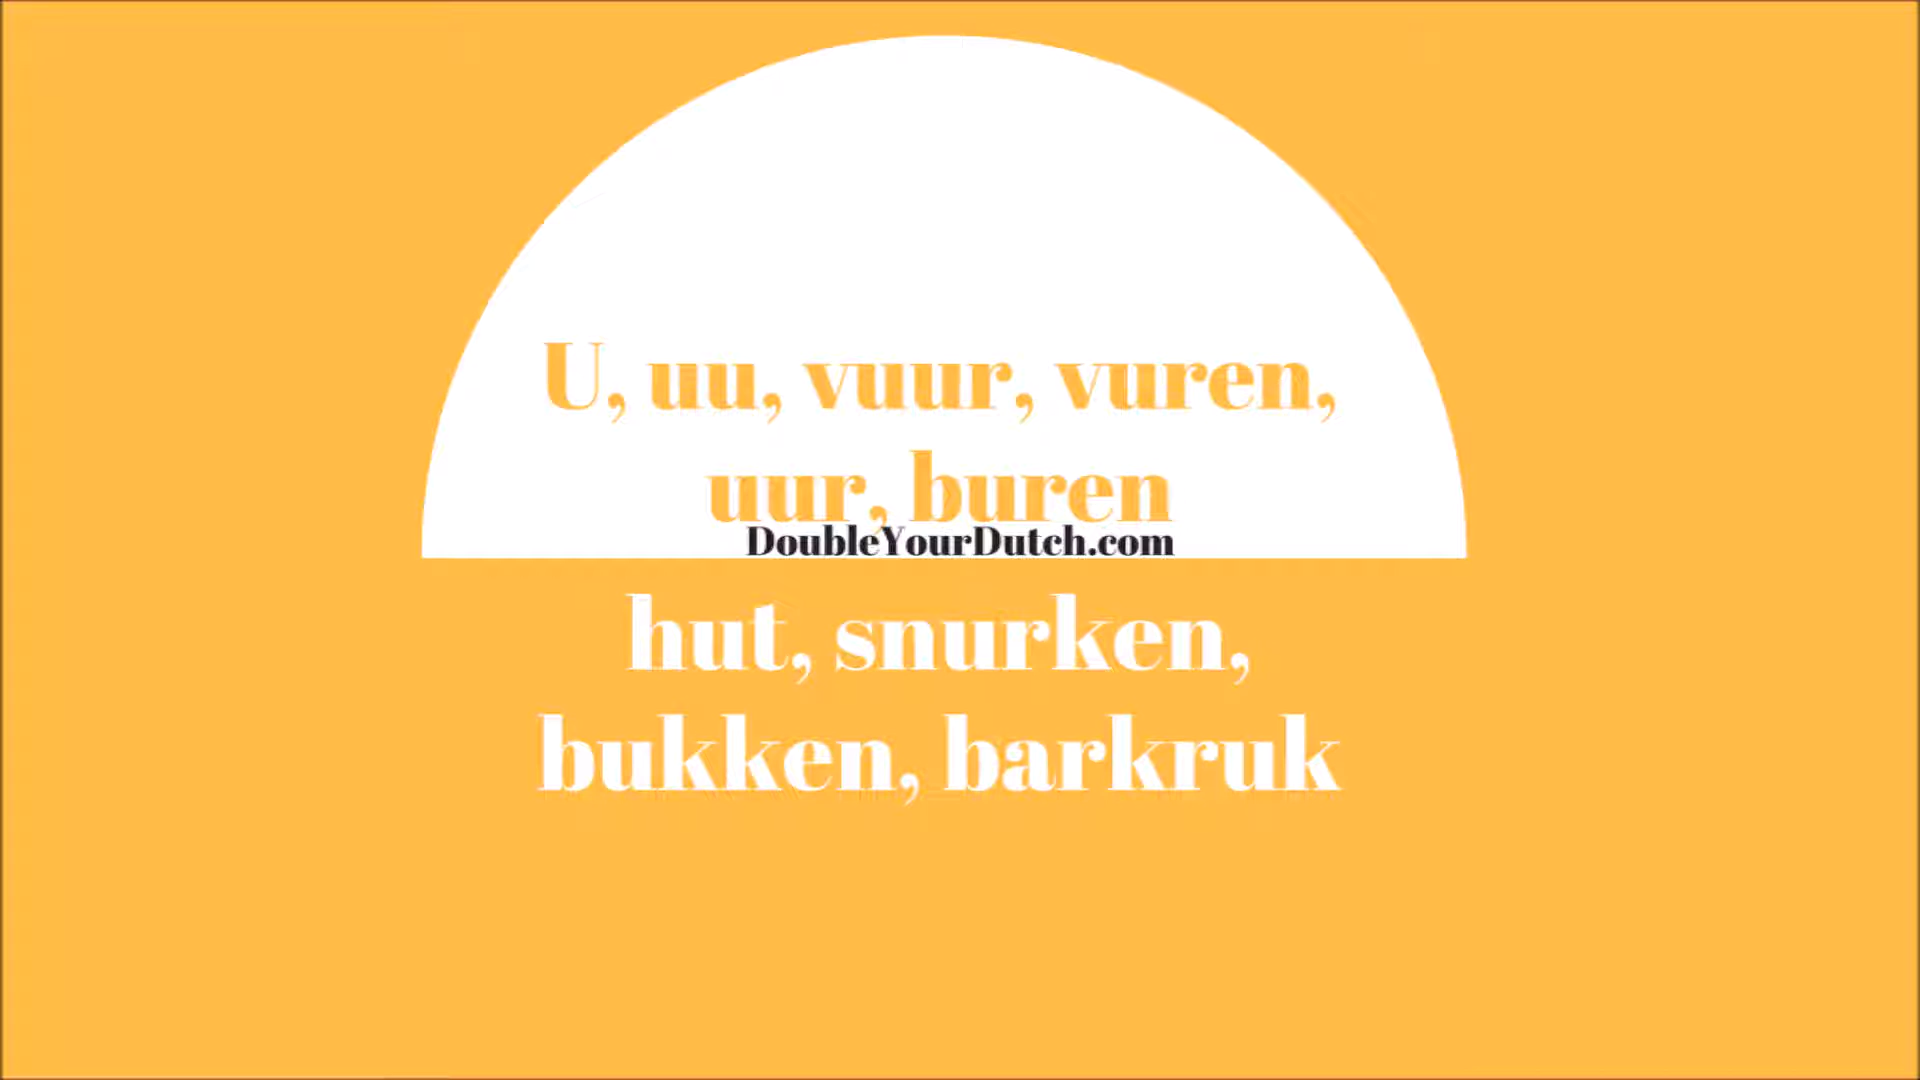 U, uu, vuur, vuren,
uur, buren
DoubleYourDutch.com
hut, snurken,
bukken, barkruk